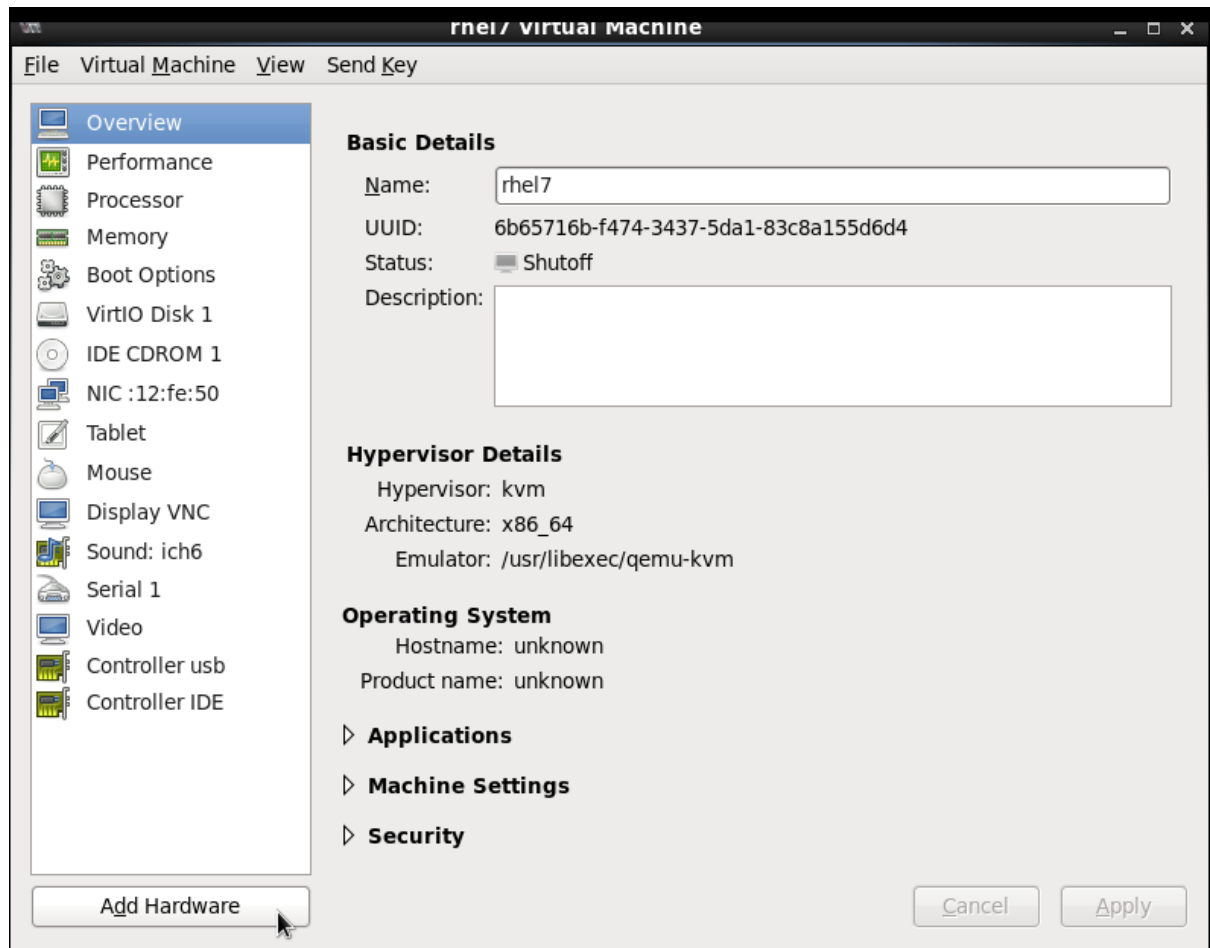 rhel7 Virtual Machine
File Virtual Machine View Send Key
Overview
Performance
Processor
Memory
Boot Options
VirtIO Disk 1
IDE CDROM 1
NIC :12:fe:50
Tablet
Mouse
Display VNC
Sound: ich6
Serial 1
Video
Controller usb
Controller IDE
Add Hardware
Basic Details
Name: rhel7
UUID: 6b65716b-f474-3437-5da1-83c8a155d6d4
Status: Shutoff
Description:
Hypervisor Details
Hypervisor: kvm
Architecture: x86_64
Emulator: /usr/libexec/qemu-kvm
Operating System
Hostname: unknown
Product name: unknown
Applications
Machine Settings
Security
Cancel Apply